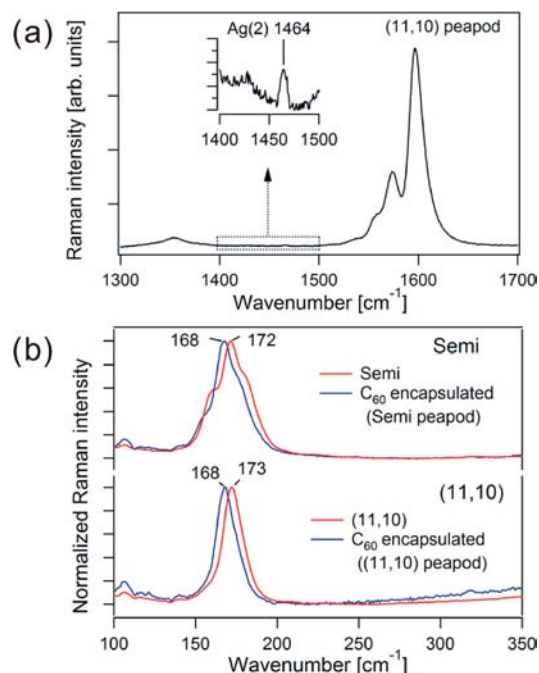 (a)
Raman intensity [arb. units]
Ag(2) 1464
(11,10) peapod
1400 1450 1500
1300 1400 1500 1600 1700
Wavenumber [cm⁻¹]
(b)
Normalized Raman intensity
168 172
Semi
Semi
C₆₀ encapsulated
(Semi peapod)
168 173
(11,10)
(11,10)
C₆₀ encapsulated
((11,10) peapod)
100 150 200 250 300 350
Wavenumber [cm⁻¹]